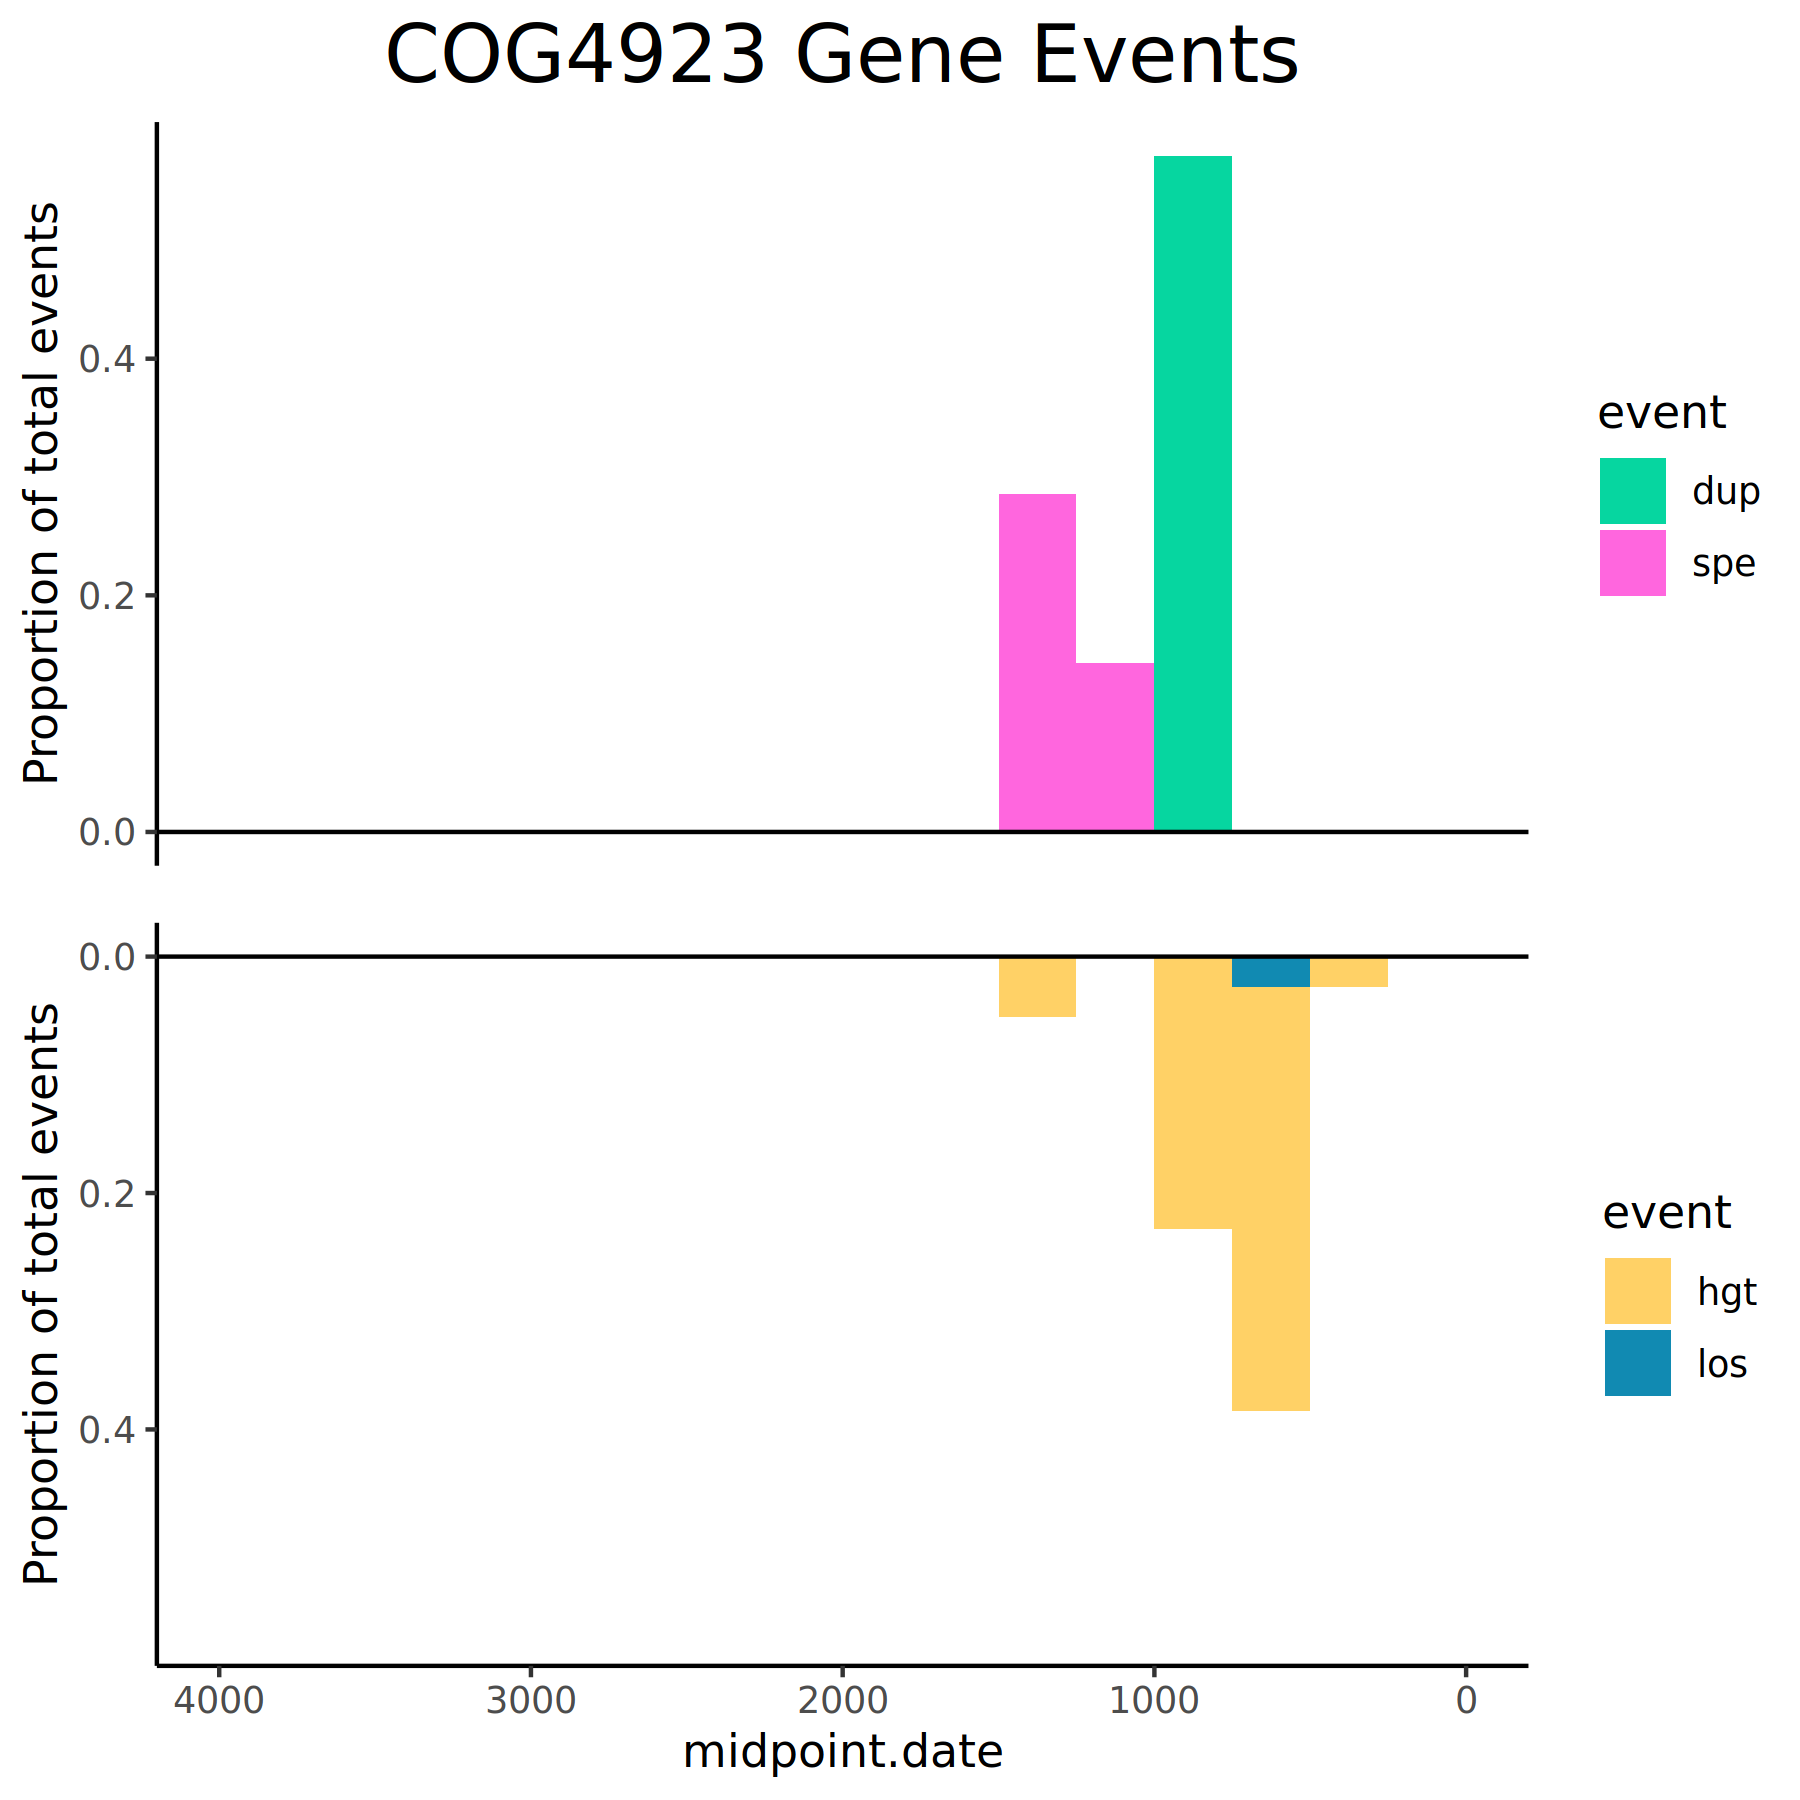 COG4923 Gene Events
Proportion of total events
0.4
0.2
0.0
event
dup
spe
Proportion of total events
0.0
0.2
0.4
event
hgt
los
4000 3000 2000 1000 0
midpoint.date